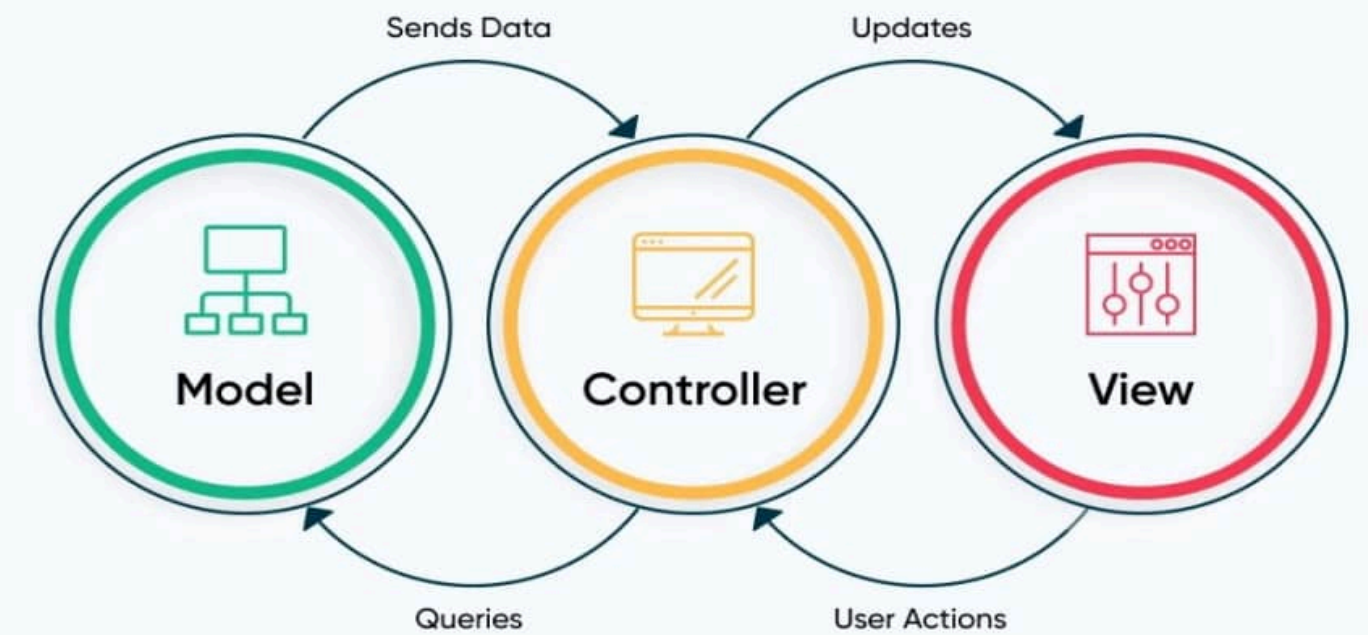 Sends Data
Updates
Model
Controller
View
Queries
User Actions